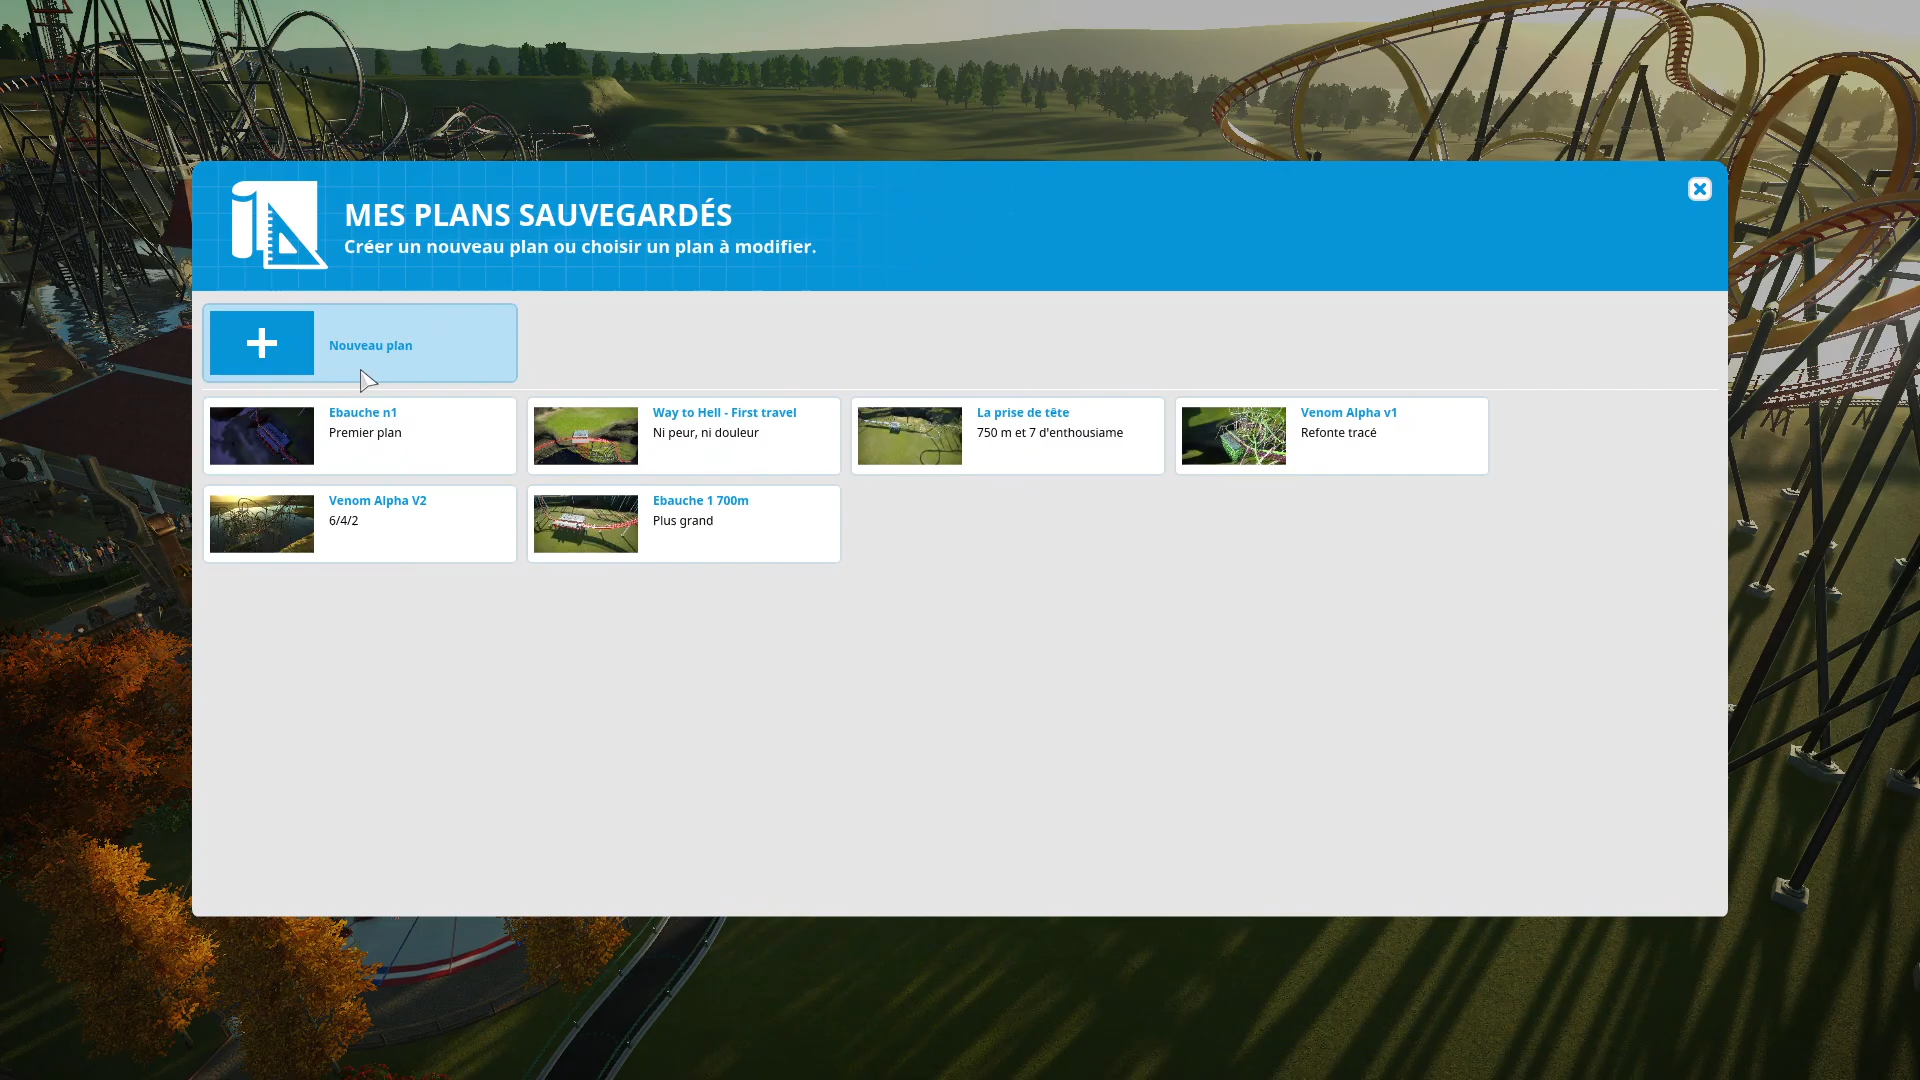 MES PLANS SAUVEGARDÉS
Créer un nouveau plan ou choisir un plan à modifier.
Nouveau plan
Ebauche n1
Premier plan
Way to Hell - First travel
Ni peur, ni douleur
La prise de tête
750 m et 7 d'enthousiame
Venom Alpha v1
Refonte tracé
Venom Alpha V2
6/4/2
Ebauche 1 700m
Plus grand